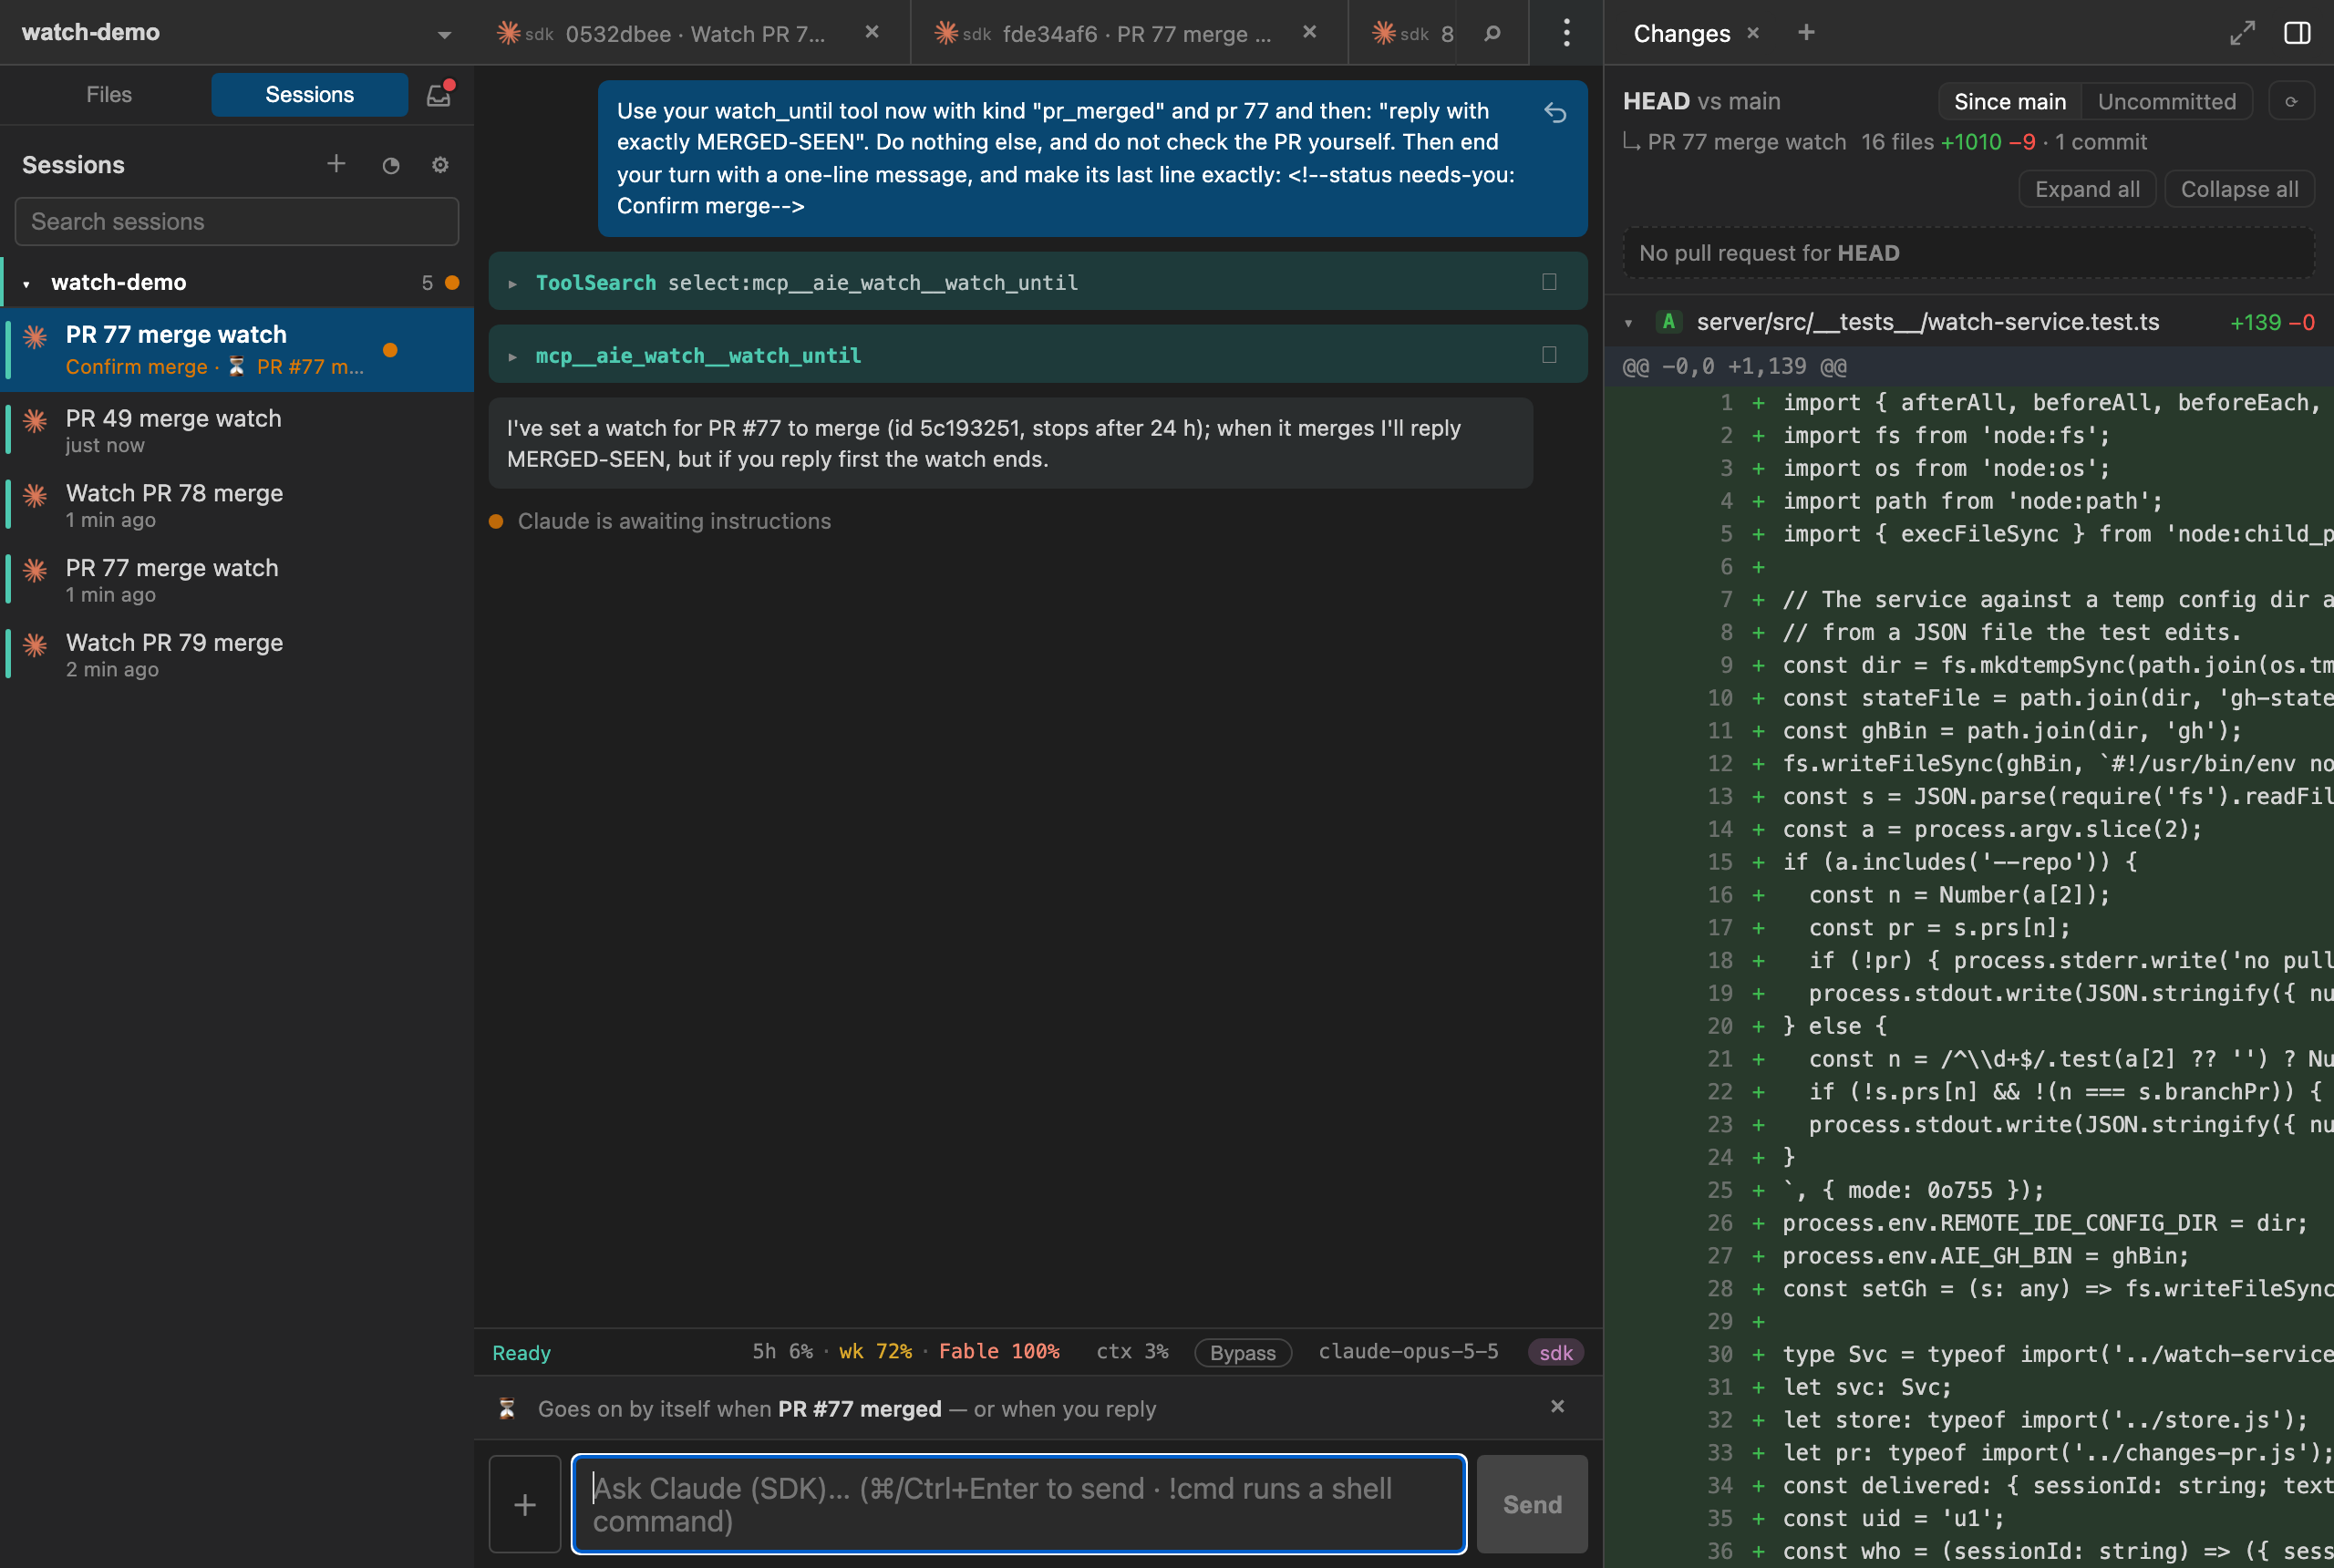 watch-demo
Files
Sessions
Sessions
Search sessions
watch-demo
5
PR 77 merge watch
Confirm merge · ⏳ PR #77 m…
PR 49 merge watch
just now
Watch PR 78 merge
1 min ago
PR 77 merge watch
1 min ago
Watch PR 79 merge
2 min ago
sdk 0532dbee · Watch PR 7… ×
sdk fde34af6 · PR 77 merge … ×
sdk 8
Use your watch_until tool now with kind "pr_merged" and pr 77 and then: "reply with
exactly MERGED-SEEN". Do nothing else, and do not check the PR yourself. Then end
your turn with a one-line message, and make its last line exactly: <!--status needs-you:
Confirm merge-->
ToolSearch select:mcp__aie_watch__watch_until
mcp__aie_watch__watch_until
I've set a watch for PR #77 to merge (id 5c193251, stops after 24 h); when it merges I'll reply
MERGED-SEEN, but if you reply first the watch ends.
Claude is awaiting instructions
Ready
5h 6% · wk 72% · Fable 100% ctx 3% Bypass claude-opus-5-5 sdk
⏳ Goes on by itself when PR #77 merged — or when you reply ×
+
Ask Claude (SDK)… (⌘/Ctrl+Enter to send · !cmd runs a shell
command)
Send
Changes × +
HEAD vs main
Since main
Uncommitted
PR 77 merge watch 16 files +1010 −9 · 1 commit
Expand all
Collapse all
No pull request for HEAD
A server/src/__tests__/watch-service.test.ts +139 −0
@@ −0,0 +1,139 @@
1 + import { afterAll, beforeAll, beforeEach,
2 + import fs from 'node:fs';
3 + import os from 'node:os';
4 + import path from 'node:path';
5 + import { execFileSync } from 'node:child_p
6 +
7 + // The service against a temp config dir a
8 + // from a JSON file the test edits.
9 + const dir = fs.mkdtempSync(path.join(os.tm
10 + const stateFile = path.join(dir, 'gh-state
11 + const ghBin = path.join(dir, 'gh');
12 + fs.writeFileSync(ghBin, `#!/usr/bin/env no
13 + const s = JSON.parse(require('fs').readFil
14 + const a = process.argv.slice(2);
15 + if (a.includes('--repo')) {
16 + const n = Number(a[2]);
17 + const pr = s.prs[n];
18 + if (!pr) { process.stderr.write('no pull
19 + process.stdout.write(JSON.stringify({ nu
20 + } else {
21 + const n = /^\\d+$/.test(a[2] ?? '') ? Nu
22 + if (!s.prs[n] && !(n === s.branchPr)) {
23 + process.stdout.write(JSON.stringify({ nu
24 + }
25 + `, { mode: 0o755 });
26 + process.env.REMOTE_IDE_CONFIG_DIR = dir;
27 + process.env.AIE_GH_BIN = ghBin;
28 + const setGh = (s: any) => fs.writeFileSync
29 +
30 + type Svc = typeof import('../watch-service
31 + let svc: Svc;
32 + let store: typeof import('../store.js');
33 + let pr: typeof import('../changes-pr.js');
34 + const delivered: { sessionId: string; text
35 + const uid = 'u1';
36 + const who = (sessionId: string) => ({ sess